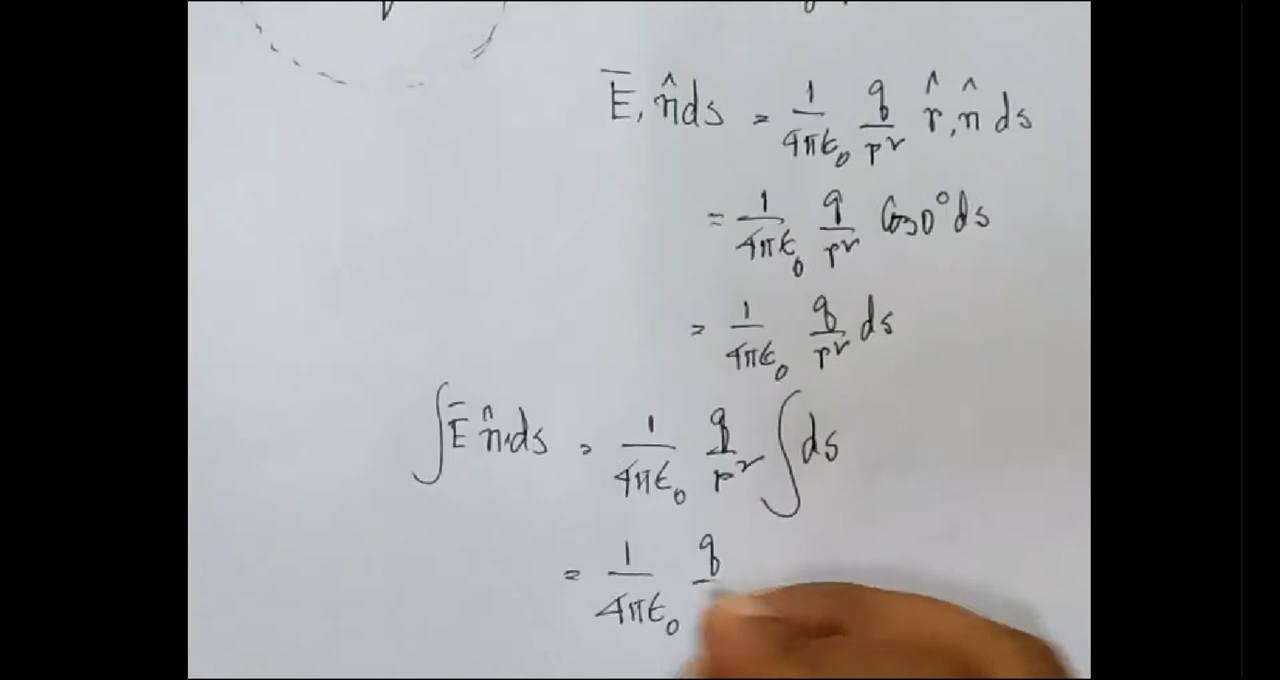 E̅. n̂ds = 1/4πε₀ q/r² r̂.n̂ ds
= 1/4πε₀ q/r² Cos0° ds
= 1/4πε₀ q/r² ds
∫E̅ n̂.ds = 1/4πε₀ q/r² ∫ds
= 1/4πε₀ q